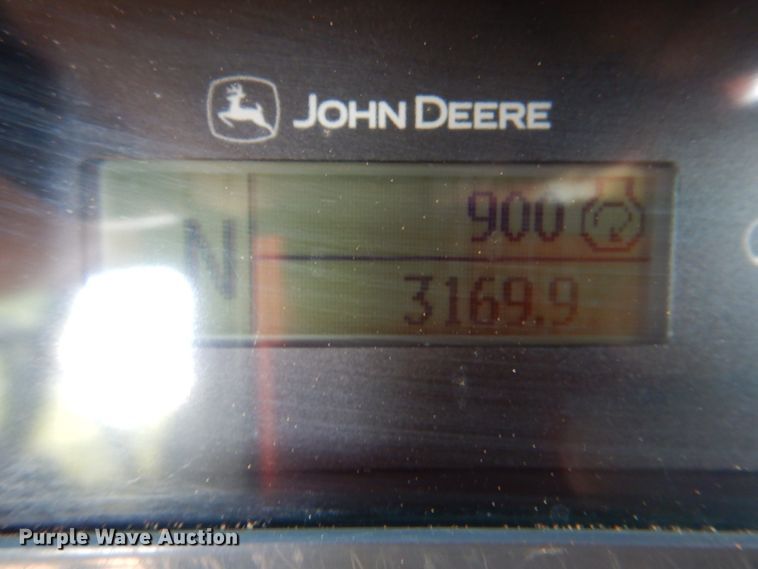 JOHN DEERE
N
900
3169.9
Purple Wave Auction